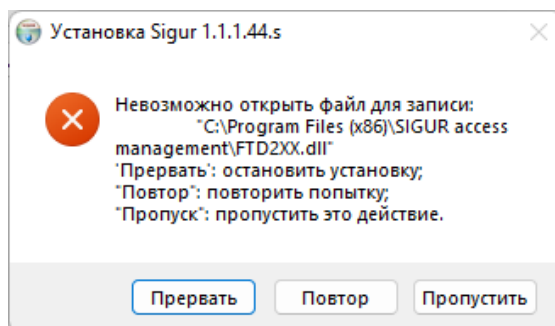 Установка Sigur 1.1.1.44.s
Невозможно открыть файл для записи:
"C:\Program Files (x86)\SIGUR access
management\FTD2XX.dll"
'Прервать': остановить установку;
"Повтор": повторить попытку;
"Пропуск": пропустить это действие.
Прервать Повтор Пропустить